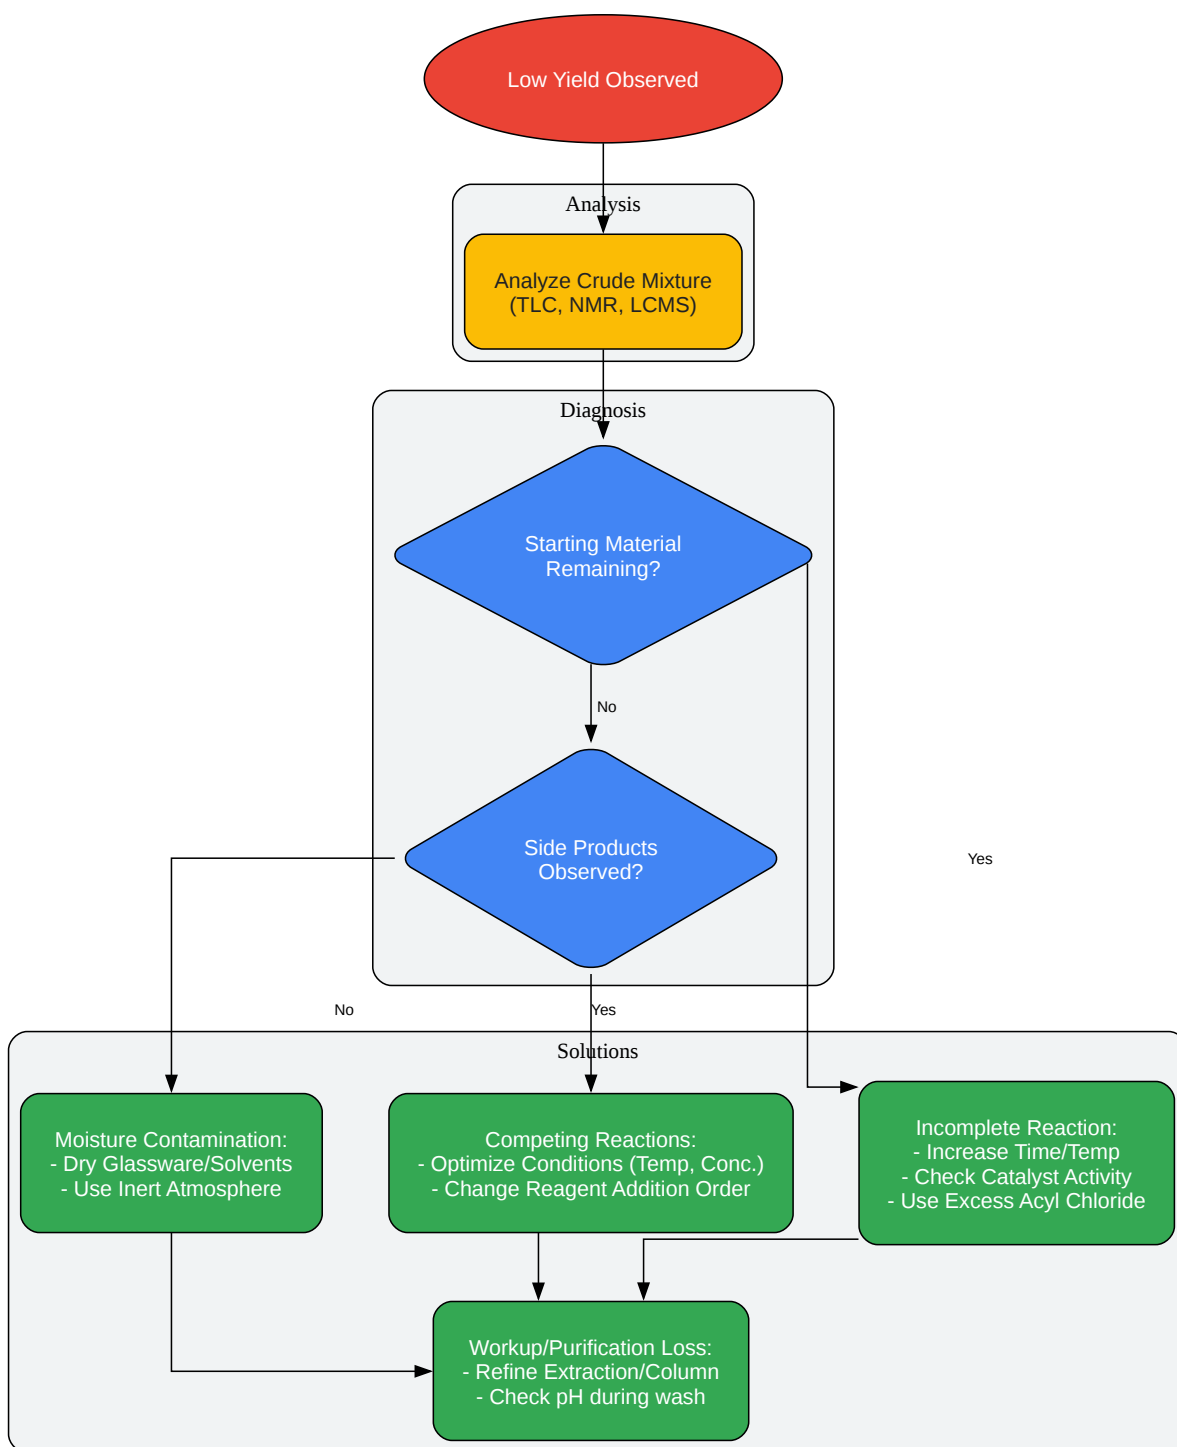 Low Yield Observed
Analysis
Analyze Crude Mixture
(TLC, NMR, LCMS)
Diagnosis
Starting Material
Remaining?
No
Side Products
Observed?
Yes
No
Yes
Solutions
Moisture Contamination:
- Dry Glassware/Solvents
- Use Inert Atmosphere
Competing Reactions:
- Optimize Conditions (Temp, Conc.)
- Change Reagent Addition Order
Incomplete Reaction:
- Increase Time/Temp
- Check Catalyst Activity
- Use Excess Acyl Chloride
Workup/Purification Loss:
- Refine Extraction/Column
- Check pH during wash